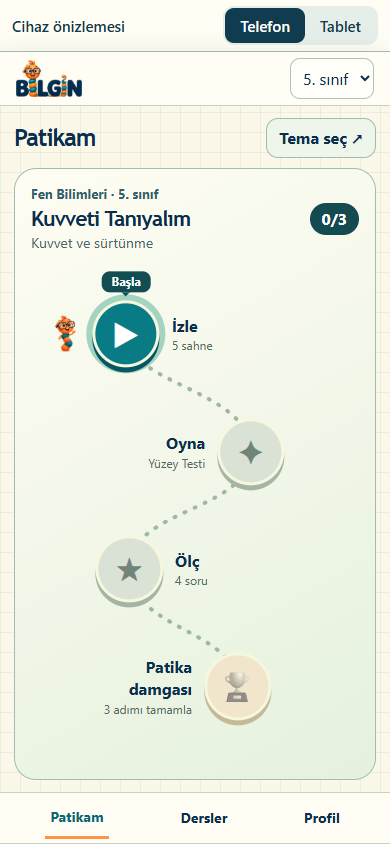 Cihaz önizlemesi
Telefon
Tablet
BİLGİN
5. sınıf
Patikam
Tema seç ↗
Fen Bilimleri · 5. sınıf
Kuvveti Tanıyalım
0/3
Kuvvet ve sürtünme
Başla
İzle
5 sahne
Oyna
Yüzey Testi
Ölç
4 soru
Patika
damgası
3 adımı tamamla
Patikam
Dersler
Profil